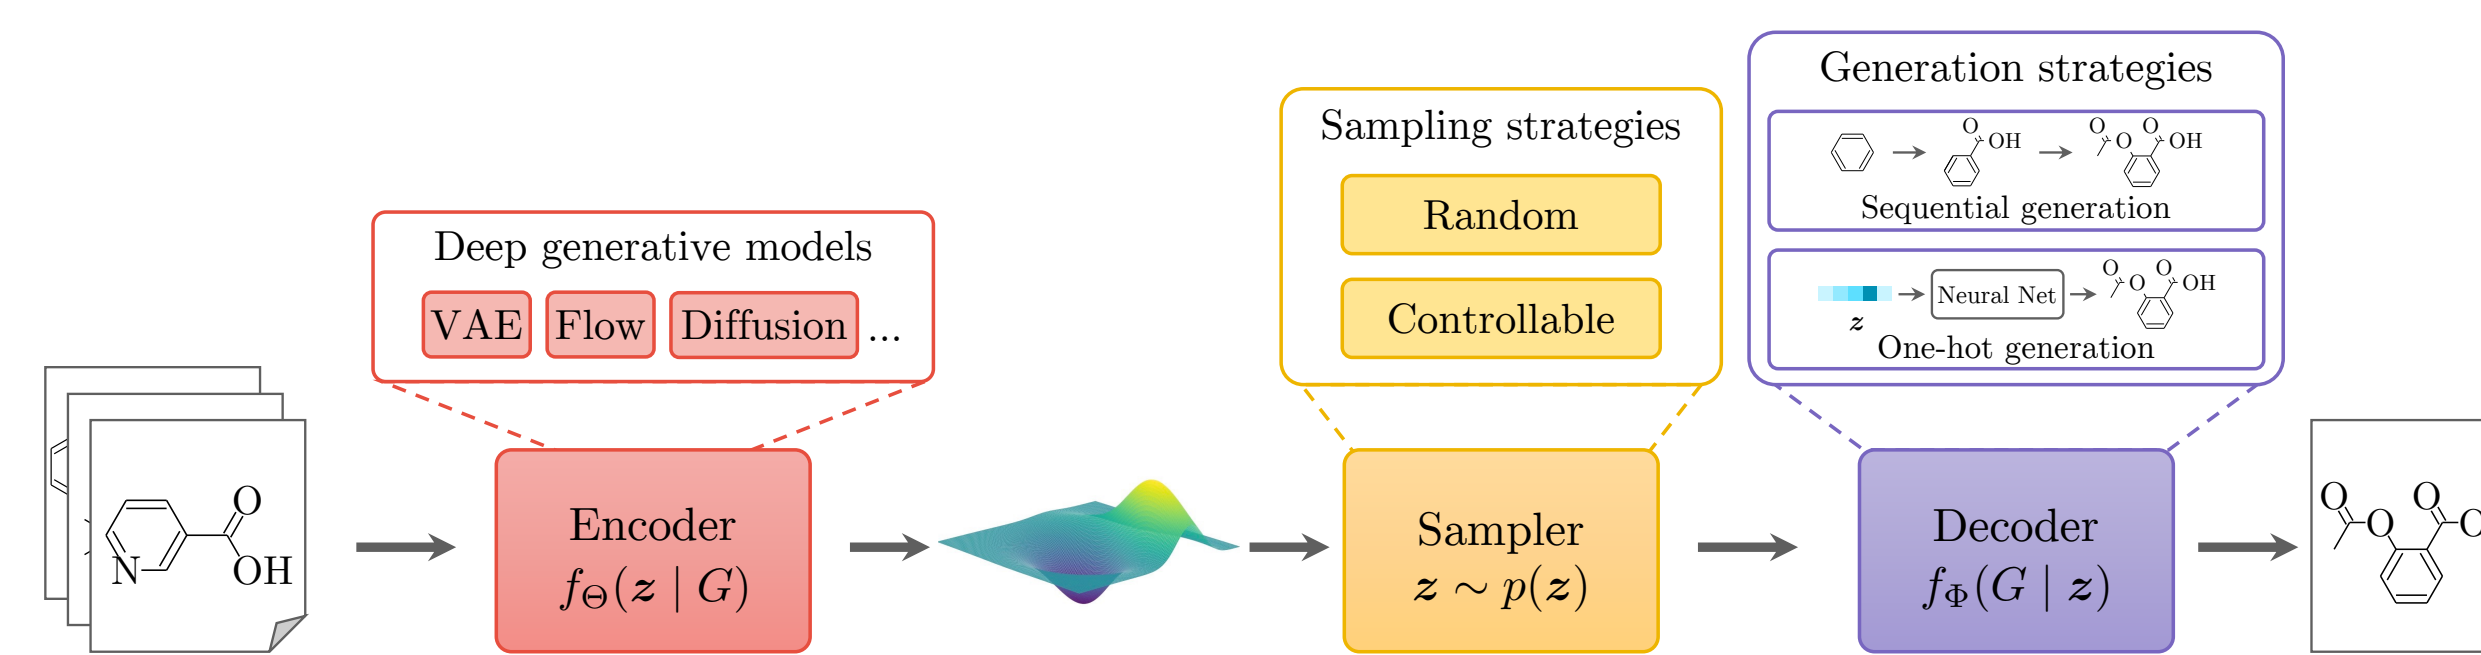 Generation strategies
O
OH
O
O
O
OH
Sequential generation
Neural Net
z
O
O
O
OH
One-hot generation
Sampling strategies
Random
Controllable
Deep generative models
VAE Flow Diffusion ...
O
N
OH
Encoder
fΘ(z | G)
Sampler
z ∼ p(z)
Decoder
fΦ(G | z)
O
O
O